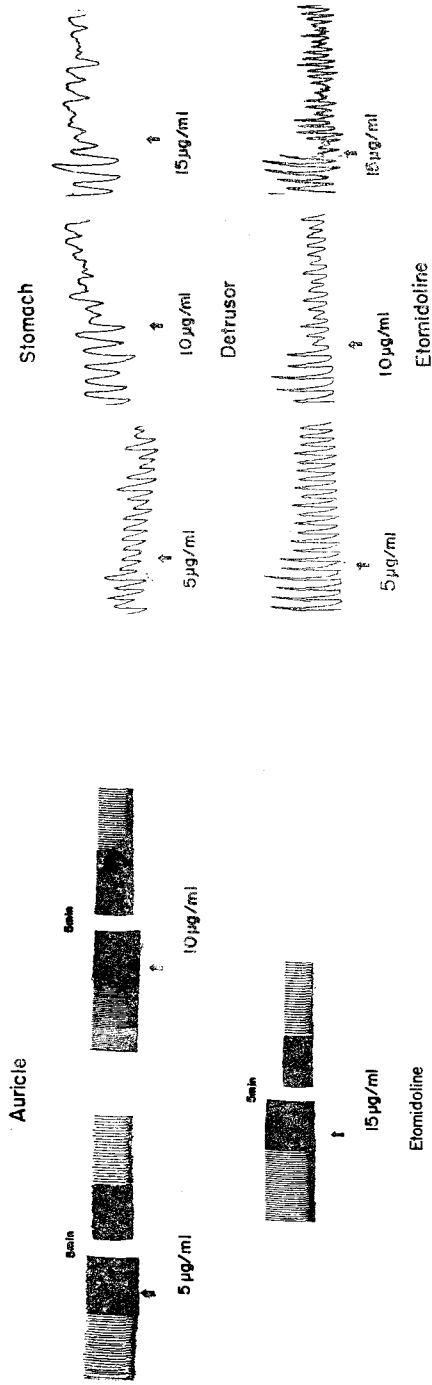 Auricle
5min
5min
5µg/ml
10µg/ml
5min
15µg/ml
Etomidoline
Stomach
5µg/ml
10µg/ml
15µg/ml
Detrusor
5µg/ml
10µg/ml
15µg/ml
Etomidoline